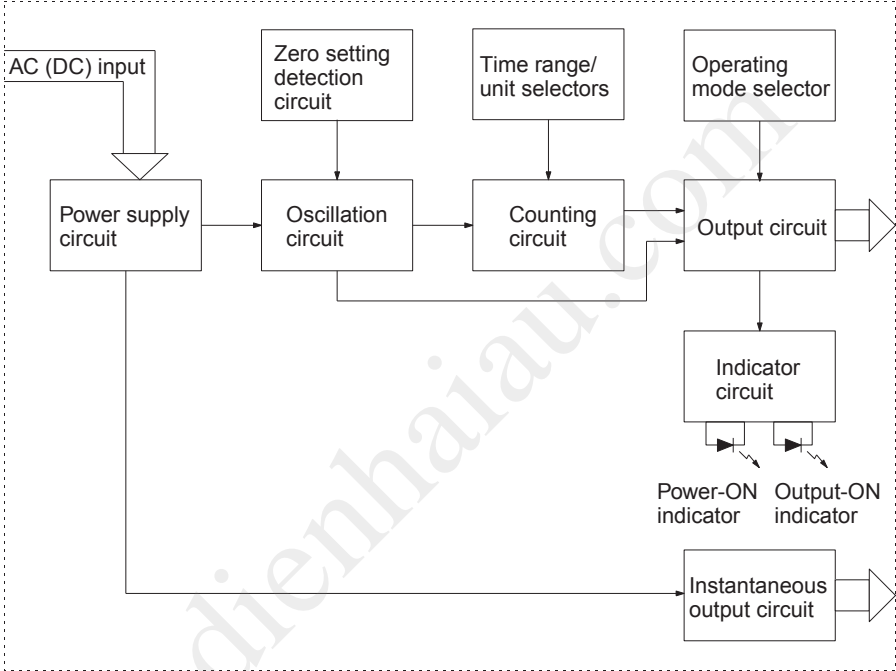 AC (DC) input
Zero setting
detection
circuit
Time range/
unit selectors
Operating
mode selector
Power supply
circuit
Oscillation
circuit
Counting
circuit
Output circuit
Indicator
circuit
Power-ON
indicator
Output-ON
indicator
Instantaneous
output circuit
dienhaiau.com